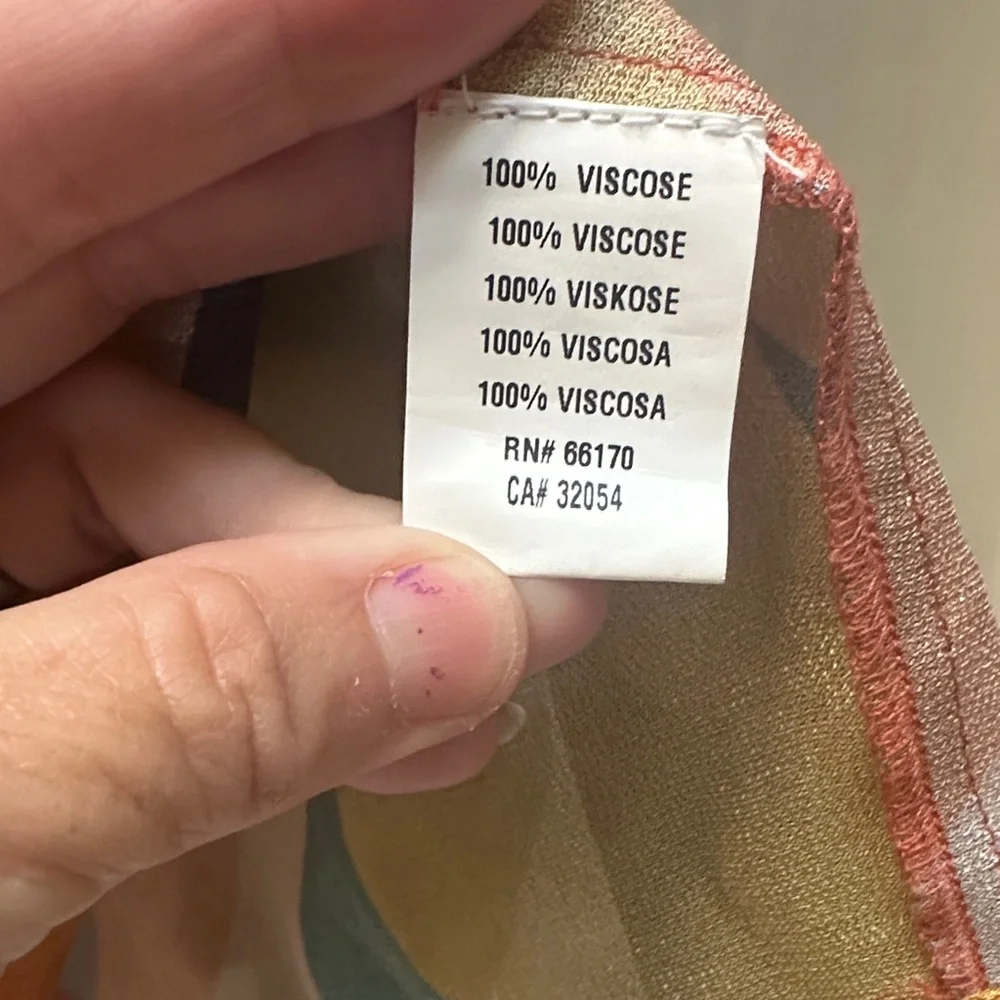 100% VISCOSE
100% VISCOSE
100% VISKOSE
100% VISCOSA
100% VISCOSA
RN# 66170
CA# 32054